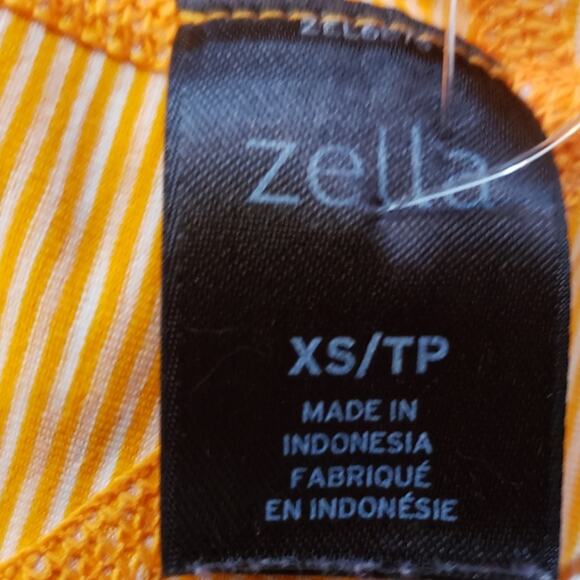 zella
XS/TP
MADE IN
INDONESIA
FABRIQUÉ
EN INDONÉSIE